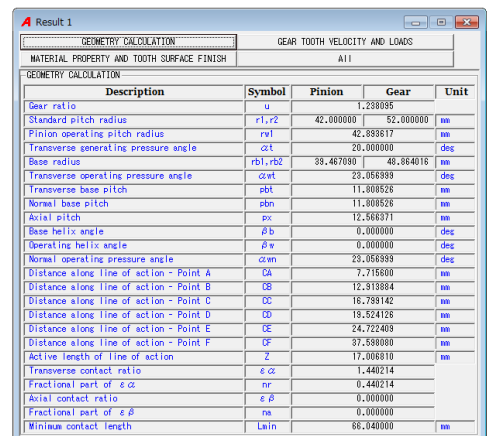 Result 1
GEOMETRY CALCULATION GEAR TOOTH VELOCITY AND LOADS
MATERIAL PROPERTY AND TOOTH SURFACE FINISH All
GEOMETRY CALCULATION
Description Symbol Pinion Gear Unit
Gear ratio u 1.238095
Standard pitch radius r1,r2 42.000000 52.000000 mm
Pinion operating pitch radius rw1 42.893617 mm
Transverse generating pressure angle αt 20.000000 deg
Base radius rb1,rb2 39.467090 48.864016 mm
Transverse operating pressure angle αwt 23.056999 deg
Transverse base pitch pbt 11.808526 mm
Normal base pitch pbn 11.808526 mm
Axial pitch px 12.566371 mm
Base helix angle βb 0.000000 deg
Operating helix angle βw 0.000000 deg
Normal operating pressure angle αwn 23.056999 deg
Distance along line of action - Point A CA 7.715600 mm
Distance along line of action - Point B CB 12.913884 mm
Distance along line of action - Point C CC 16.799142 mm
Distance along line of action - Point D CD 19.524126 mm
Distance along line of action - Point E CE 24.722409 mm
Distance along line of action - Point F CF 37.598080 mm
Active length of line of action Z 17.006810 mm
Transverse contact ratio εα 1.440214
Fractional part of εα nr 0.440214
Axial contact ratio εβ 0.000000
Fractional part of εβ na 0.000000
Minimum contact length Lmin 66.040000 mm